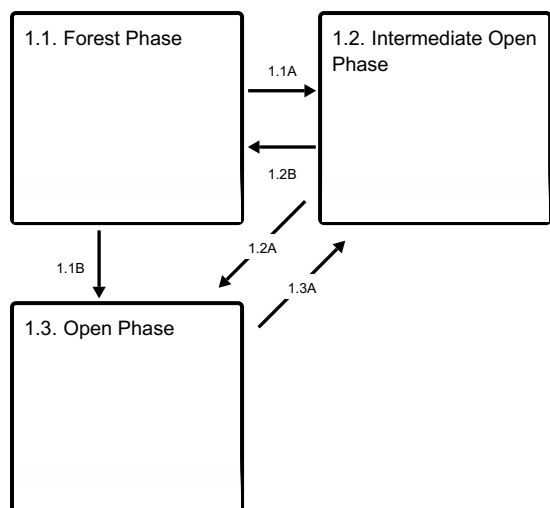 1.1. Forest Phase
1.2. Intermediate Open
Phase
1.1A
1.2B
1.2A
1.1B
1.3A
1.3. Open Phase